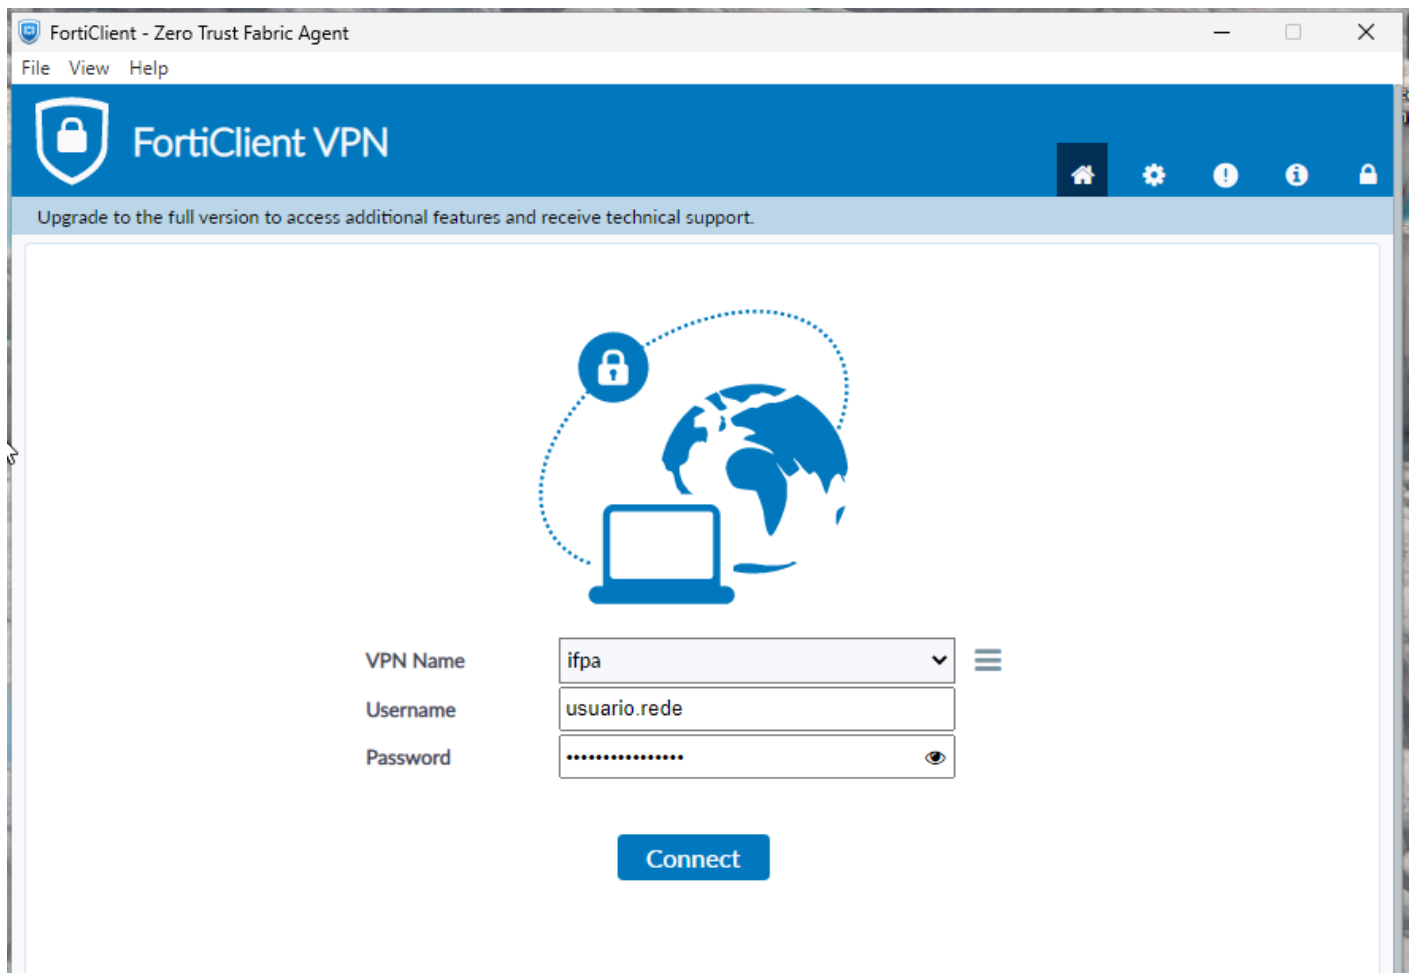 FortiClient - Zero Trust Fabric Agent
File View Help
FortiClient VPN
Upgrade to the full version to access additional features and receive technical support.
VPN Name ifpa
Username usuario.rede
Password ••••••••••••••••
Connect